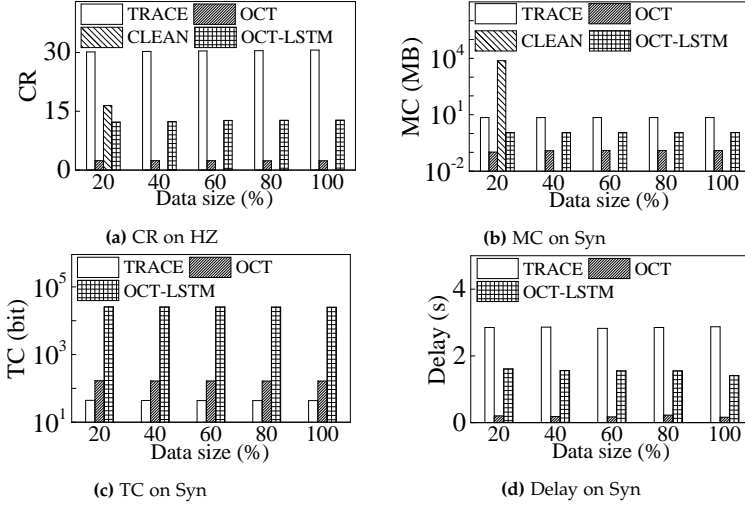 TRACE OCT
CLEAN OCT-LSTM
CR
30
15
0
20 40 60 80 100
Data size (%)
(a) CR on HZ
TRACE OCT
CLEAN OCT-LSTM
MC (MB)
10^4
10^1
10^-2
20 40 60 80 100
Data size (%)
(b) MC on Syn
TRACE OCT
OCT-LSTM
TC (bit)
10^5
10^3
10^1
20 40 60 80 100
Data size (%)
(c) TC on Syn
TRACE OCT
OCT-LSTM
Delay (s)
4
2
0
20 40 60 80 100
Data size (%)
(d) Delay on Syn